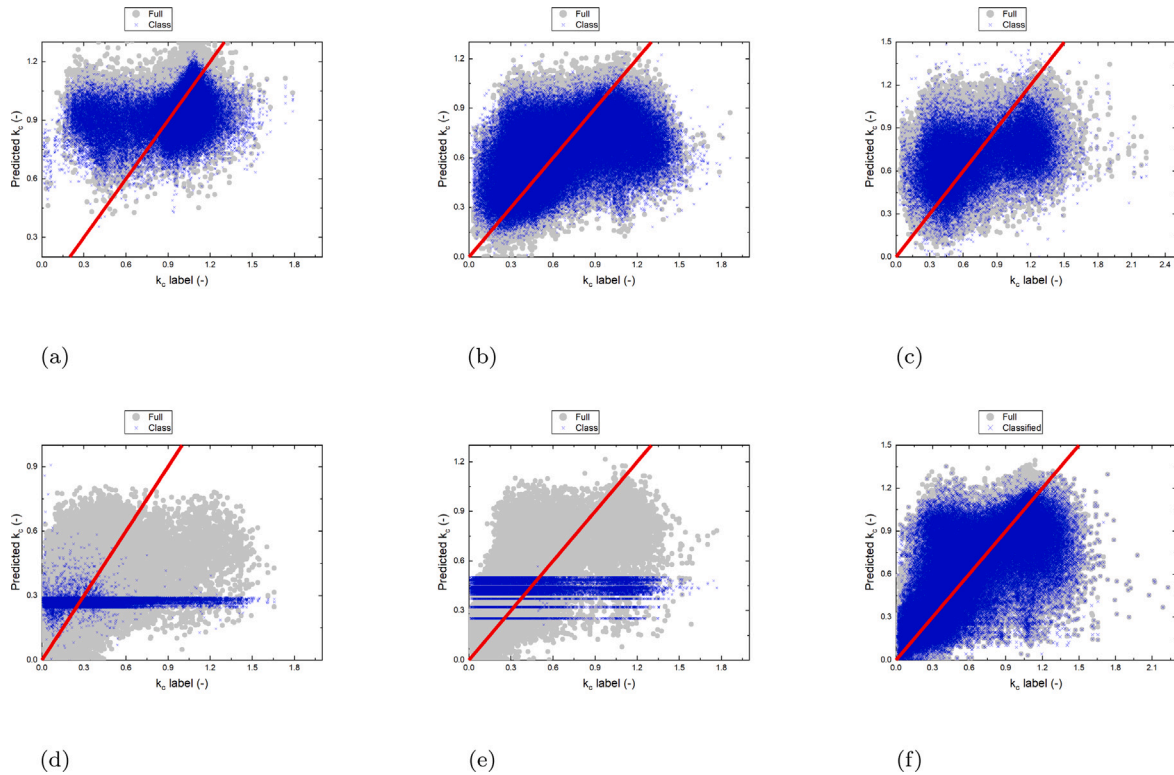 Full
Class
1.2
0.9
0.6
0.3
Predicted k_c (-)
0.0 0.3 0.6 0.9 1.2 1.5 1.8
k_c label (-)
(a)
Full
Class
1.2
0.9
0.6
0.3
0.0
Predicted k_c (-)
0.0 0.3 0.6 0.9 1.2 1.5 1.8
k_c label (-)
(b)
Full
Class
1.5
1.2
0.9
0.6
0.3
0.0
Predicted k_c (-)
0.0 0.3 0.6 0.9 1.2 1.5 1.8 2.1 2.4
k_c label (-)
(c)
Full
Class
0.9
0.6
0.3
0.0
Predicted k_c (-)
0.0 0.3 0.6 0.9 1.2 1.5 1.8
k_c label (-)
(d)
Full
Class
1.2
0.9
0.6
0.3
0.0
Predicted k_c (-)
0.0 0.3 0.6 0.9 1.2 1.5 1.8
k_c label (-)
(e)
Full
Classified
1.5
1.2
0.9
0.6
0.3
0.0
Predicted k_c (-)
0.0 0.3 0.6 0.9 1.2 1.5 1.8 2.1
k_c label (-)
(f)